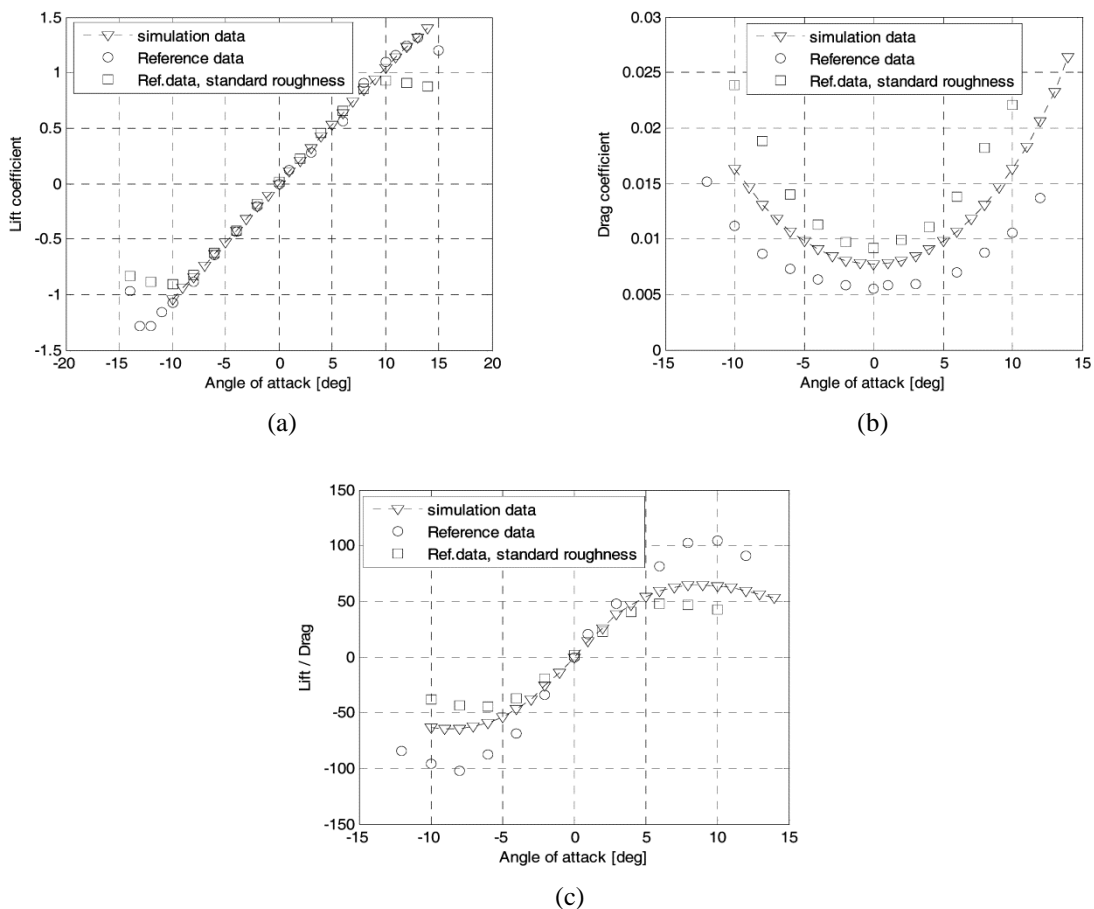 1.5
1
0.5
0
-0.5
-1
-1.5
-20
-15
-10
-5
0
5
10
15
20
Lift coefficient
Angle of attack [deg]
simulation data
Reference data
Ref.data, standard roughness
(a)
0.03
0.025
0.02
0.015
0.01
0.005
0
-15
-10
-5
0
5
10
15
Drag coefficient
Angle of attack [deg]
simulation data
Reference data
Ref.data, standard roughness
(b)
150
100
50
0
-50
-100
-150
-15
-10
-5
0
5
10
15
Lift / Drag
Angle of attack [deg]
simulation data
Reference data
Ref.data, standard roughness
(c)